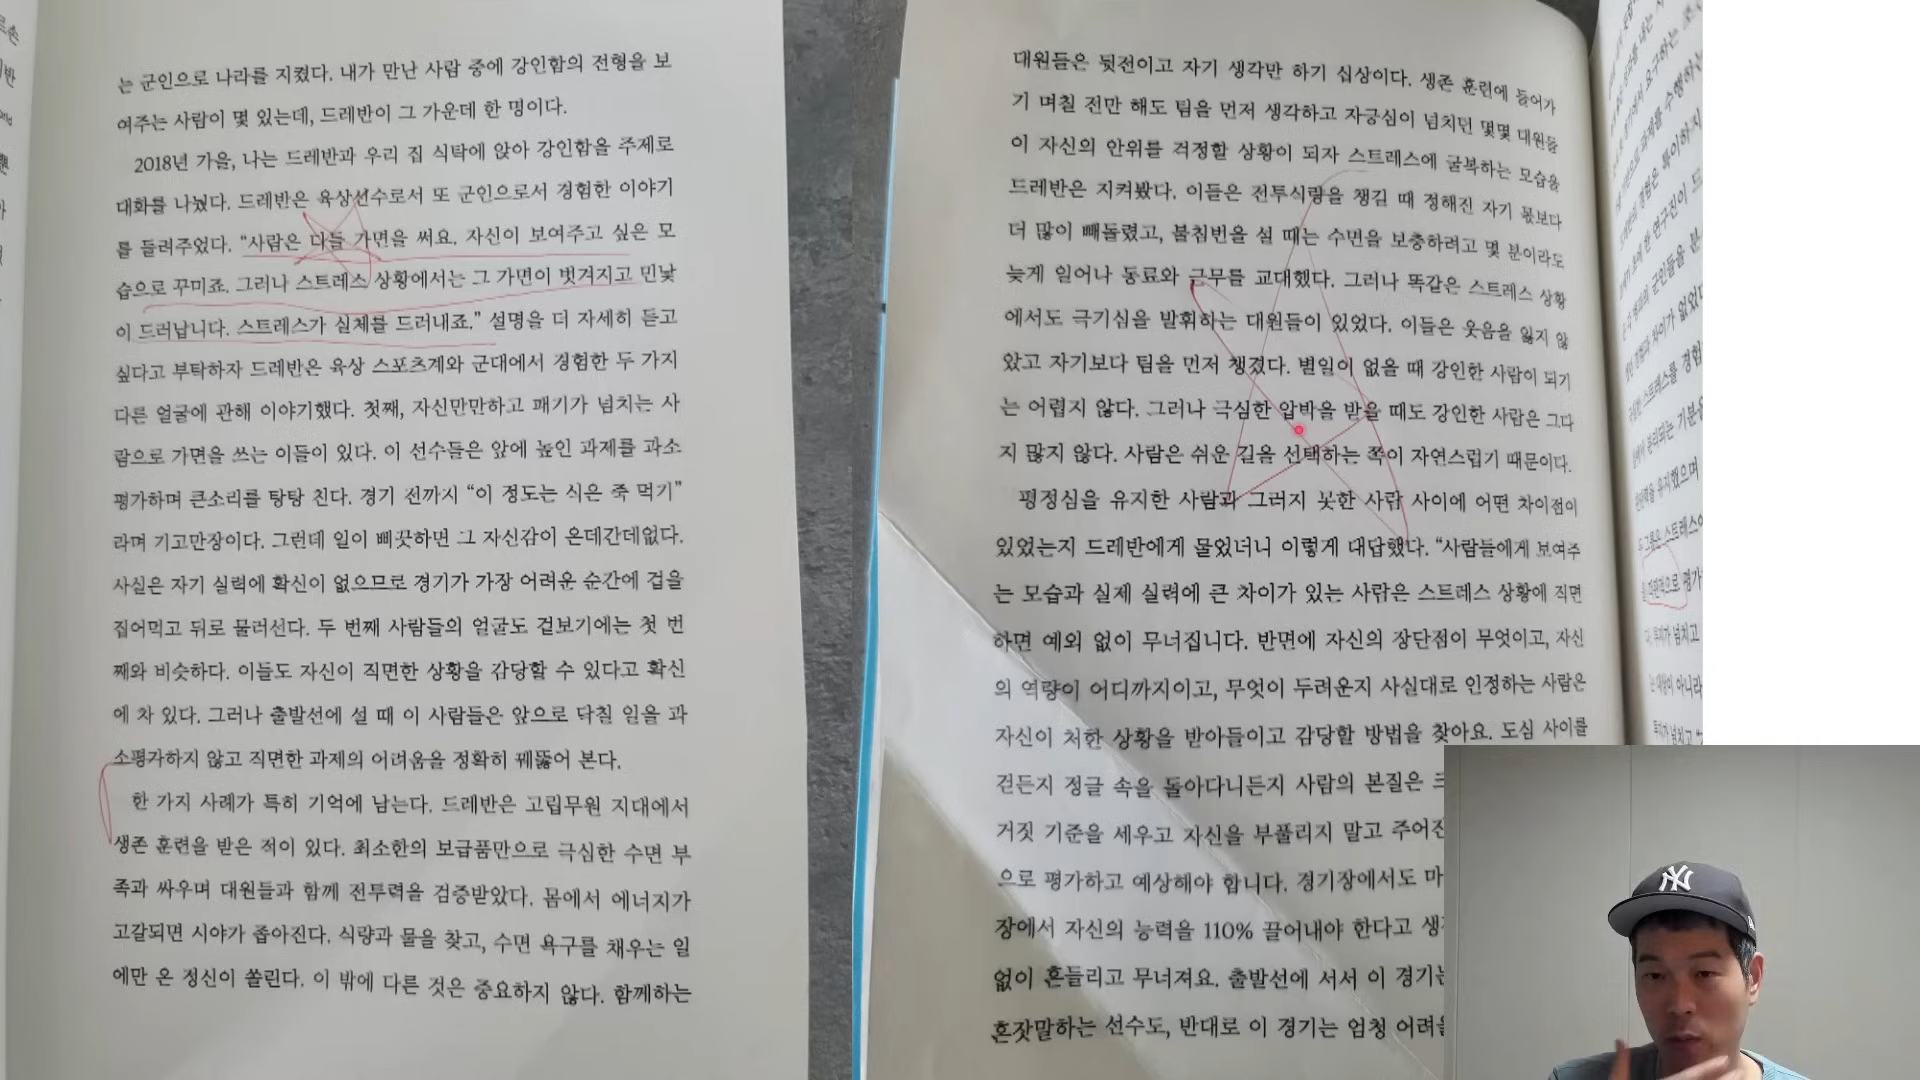 는 군인으로 나라를 지켰다. 내가 만난 사람 중에 강인함의 전형을 보
여주는 사람이 몇 있는데, 드레반이 그 가운데 한 명이다.
2018년 가을, 나는 드레반과 우리 집 식탁에 앉아 강인함을 주제로
대화를 나눴다. 드레반은 육상선수로서 또 군인으로서 경험한 이야기
를 들려주었다. “사람은 다들 가면을 써요. 자신이 보여주고 싶은 모
습으로 꾸미죠. 그러나 스트레스 상황에서는 그 가면이 벗겨지고 민낯
이 드러납니다. 스트레스가 실체를 드러내죠.” 설명을 더 자세히 듣고
싶다고 부탁하자 드레반은 육상 스포츠계와 군대에서 경험한 두 가지
다른 얼굴에 관해 이야기했다. 첫째, 자신만만하고 패기가 넘치는 사
람으로 가면을 쓰는 이들이 있다. 이 선수들은 앞에 놓인 과제를 과소
평가하며 큰소리를 탕탕 친다. 경기 전까지 “이 정도는 식은 죽 먹기”
라며 기고만장이다. 그런데 일이 삐끗하면 그 자신감이 온데간데없다.
사실은 자기 실력에 확신이 없으므로 경기가 가장 어려운 순간에 겁을
집어먹고 뒤로 물러선다. 두 번째 사람들의 얼굴도 겉보기에는 첫 번
째와 비슷하다. 이들도 자신이 직면한 상황을 감당할 수 있다고 확신
에 차 있다. 그러나 출발선에 설 때 이 사람들은 앞으로 닥칠 일을 과
소평가하지 않고 직면한 과제의 어려움을 정확히 꿰뚫어 본다.
한 가지 사례가 특히 기억에 남는다. 드레반은 고립무원 지대에서
생존 훈련을 받은 적이 있다. 최소한의 보급품만으로 극심한 수면 부
족과 싸우며 대원들과 함께 전투력을 검증받았다. 몸에서 에너지가
고갈되면 시야가 좁아진다. 식량과 물을 찾고, 수면 욕구를 채우는 일
에만 온 정신이 쏠린다. 이 밖에 다른 것은 중요하지 않다. 함께하는
대원들은 뒷전이고 자기 생각만 하기 십상이다. 생존 훈련에 들어가
기 며칠 전만 해도 팀을 먼저 생각하고 자긍심이 넘치던 몇몇 대원들
이 자신의 안위를 걱정할 상황이 되자 스트레스에 굴복하는 모습을
드레반은 지켜봤다. 이들은 전투식량을 챙길 때 정해진 자기 몫보다
더 많이 빼돌렸고, 불침번을 설 때는 수면을 보충하려고 몇 분이라도
늦게 일어나 동료와 근무를 교대했다. 그러나 똑같은 스트레스 상황
에서도 극기심을 발휘하는 대원들이 있었다. 이들은 웃음을 잃지 않
았고 자기보다 팀을 먼저 챙겼다. 별일이 없을 때 강인한 사람이 되기
는 어렵지 않다. 그러나 극심한 압박을 받을 때도 강인한 사람은 그다
지 많지 않다. 사람은 쉬운 길을 선택하는 쪽이 자연스럽기 때문이다.
평정심을 유지한 사람과 그러지 못한 사람 사이에 어떤 차이점이
있었는지 드레반에게 물었더니 이렇게 대답했다. “사람들에게 보여주
는 모습과 실제 실력에 큰 차이가 있는 사람은 스트레스 상황에 직면
하면 예외 없이 무너집니다. 반면에 자신의 장단점이 무엇이고, 자신
의 역량이 어디까지이고, 무엇이 두려운지 사실대로 인정하는 사람은
자신이 처한 상황을 받아들이고 감당할 방법을 찾아요. 도심 사이를
걷든지 정글 속을 돌아다니든지 사람의 본질은
거짓 기준을 세우고 자신을 부풀리지 말고
으로 평가하고 예상해야 합니다. 경기장에서도
장에서 자신의 능력을 110% 끌어내야 한다고
없이 흔들리고 무너져요. 출발선에 서서 이
혼잣말하는 선수도, 반대로 이 경기는 엄청
NY